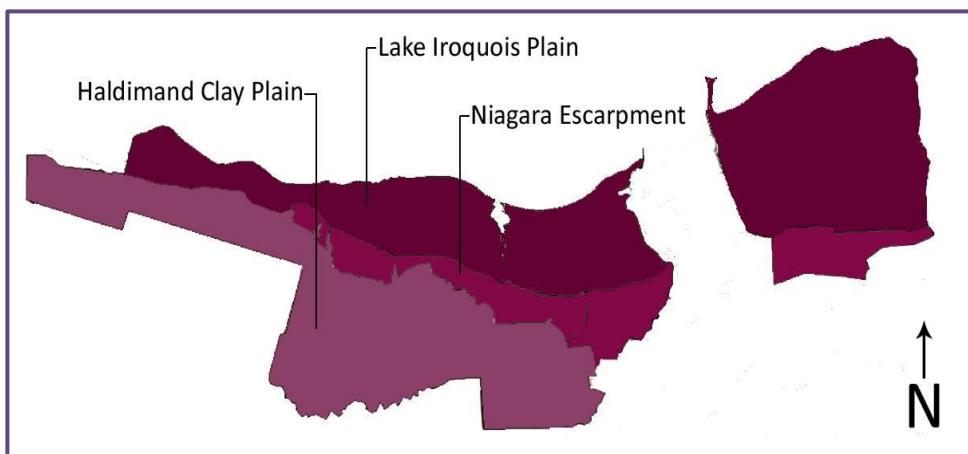 Lake Iroquois Plain
Haldimand Clay Plain
Niagara Escarpment
N